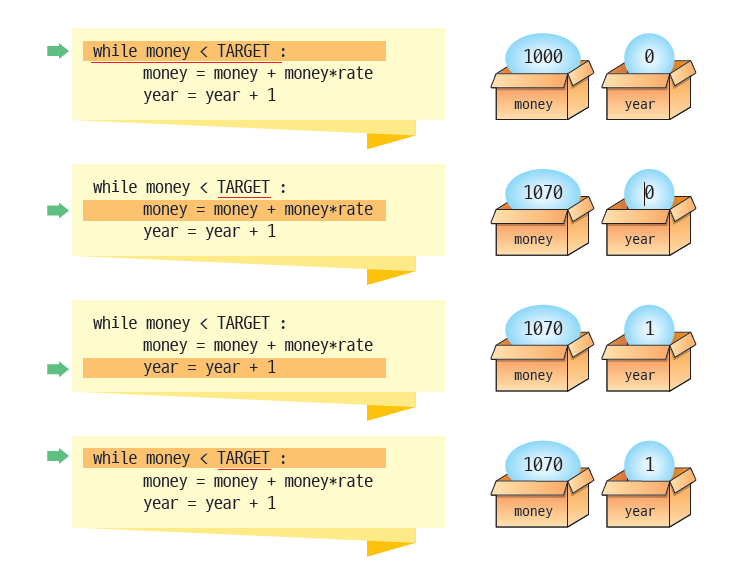 while money < TARGET :
money = money + money*rate
year = year + 1
1000
0
money
year
while money < TARGET :
money = money + money*rate
year = year + 1
1070
0
money
year
while money < TARGET :
money = money + money*rate
year = year + 1
1070
1
money
year
while money < TARGET :
money = money + money*rate
year = year + 1
1070
1
money
year